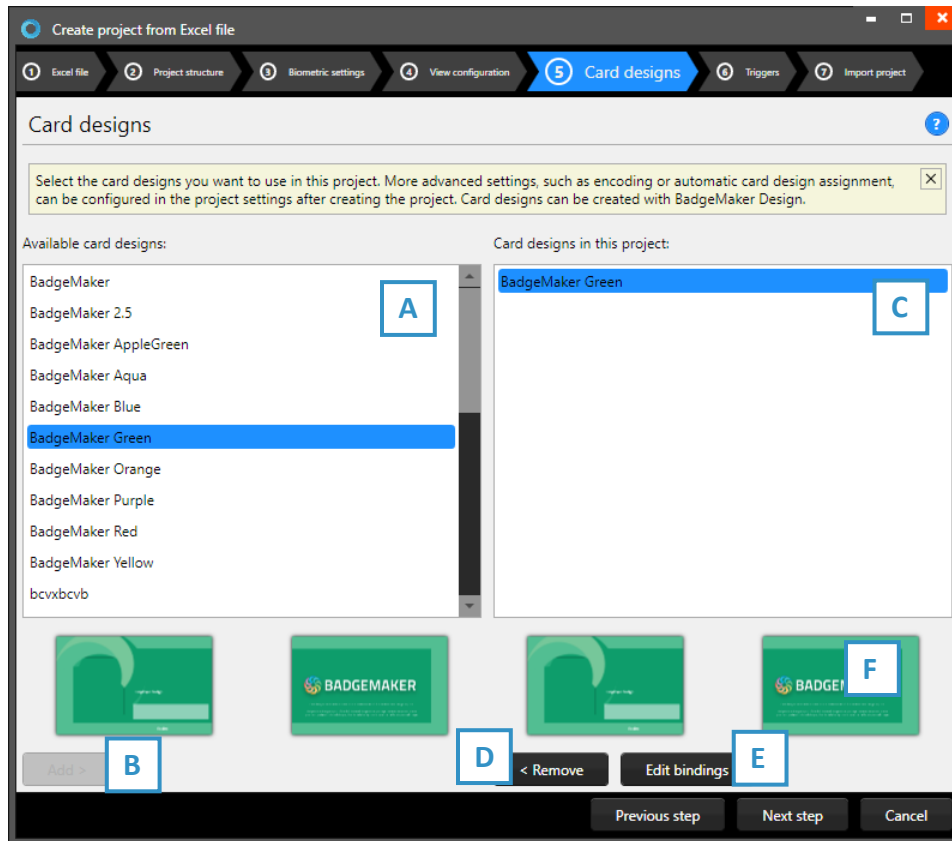 Create project from Excel file
1 Excel file 2 Project structure 3 Biometric settings 4 View configuration 5 Card designs 6 Triggers 7 Import project
Card designs
?
Select the card designs you want to use in this project. More advanced settings, such as encoding or automatic card design assignment,
can be configured in the project settings after creating the project. Card designs can be created with BadgeMaker Design.
Available card designs:
BadgeMaker
BadgeMaker 2.5
BadgeMaker AppleGreen
BadgeMaker Aqua
BadgeMaker Blue
BadgeMaker Green
BadgeMaker Orange
BadgeMaker Purple
BadgeMaker Red
BadgeMaker Yellow
bcvxbcvb
A
Card designs in this project:
BadgeMaker Green
C
BADGEMAKER
BADGE
F
Add >
B
D
< Remove
Edit bindings
E
Previous step
Next step
Cancel